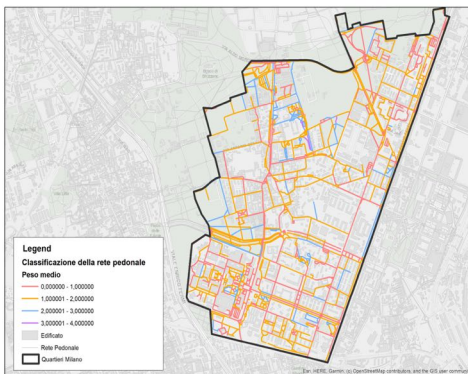 Legend
Classificazione della rete pedonale
Peso medio
0,000000 - 1,000000
1,000001 - 2,000000
2,000001 - 3,000000
3,000001 - 4,000000
Edificato
Rete Pedonale
Quartieri Milano
Esri, HERE, Garmin, (c) OpenStreetMap contributors, and the GIS user commun